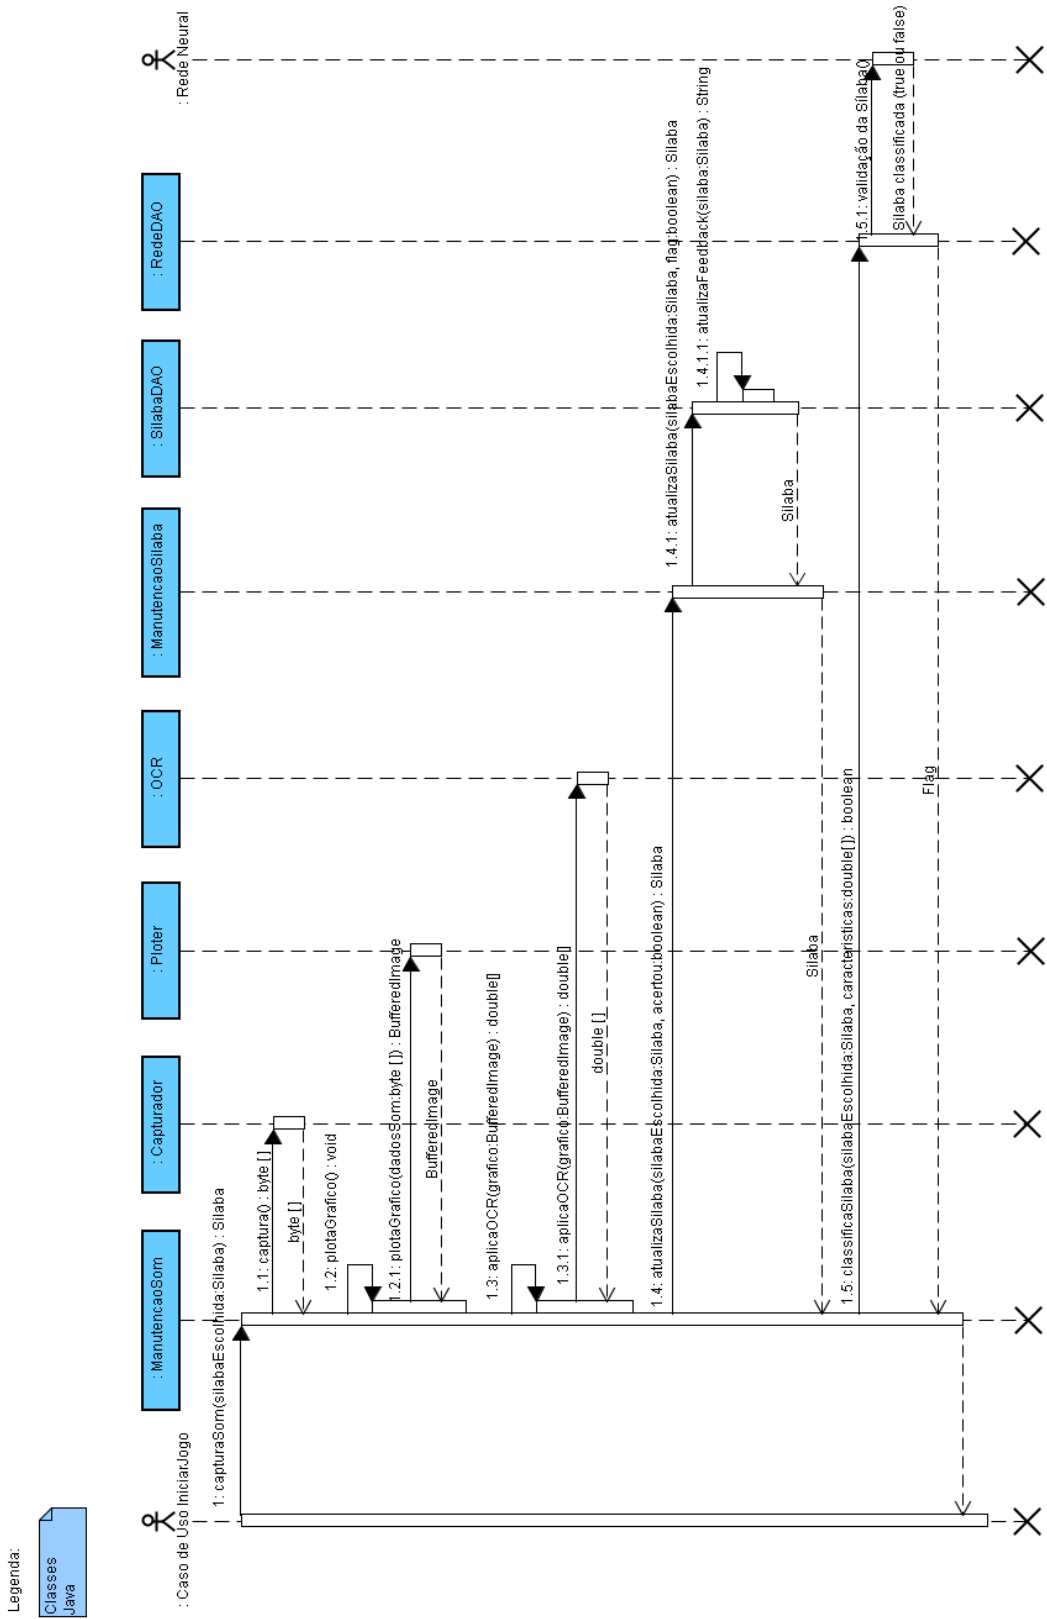 Legenda:
Classes
Java
: Caso de Uso IniciarJogo
: ManutencaoSom
: Capturador
: Ploter
: OCR
: ManutencaoSilaba
: SilabaDAO
: RedeDAO
: Rede Neural
1: capturaSom(silabaEscolhida:Silaba) : Silaba
1.1: captura() : byte []
byte []
1.2: plotaGrafico() : void
1.2.1: plotaGrafico(dadosSom:byte []) : BufferedImage
BufferedImage
1.3: aplicaOCR(grafico:BufferedImage) : double[]
1.3.1: aplicaOCR(grafico:BufferedImage) : double[]
double []
1.4: atualizaSilaba(silabaEscolhida:Silaba, acertou:boolean) : Silaba
1.4.1: atualizaSilaba(silabaEscolhida:Silaba, flag:boolean) : Silaba
1.4.1.1: atualizaFeedback(silaba:Silaba) : String
Silaba
Silaba
1.5: classificaSilaba(silabaEscolhida:Silaba, caracteristicas:double[]) : boolean
1.5.1: validação da Sílaba()
Silaba classificada (true ou false)
Flag